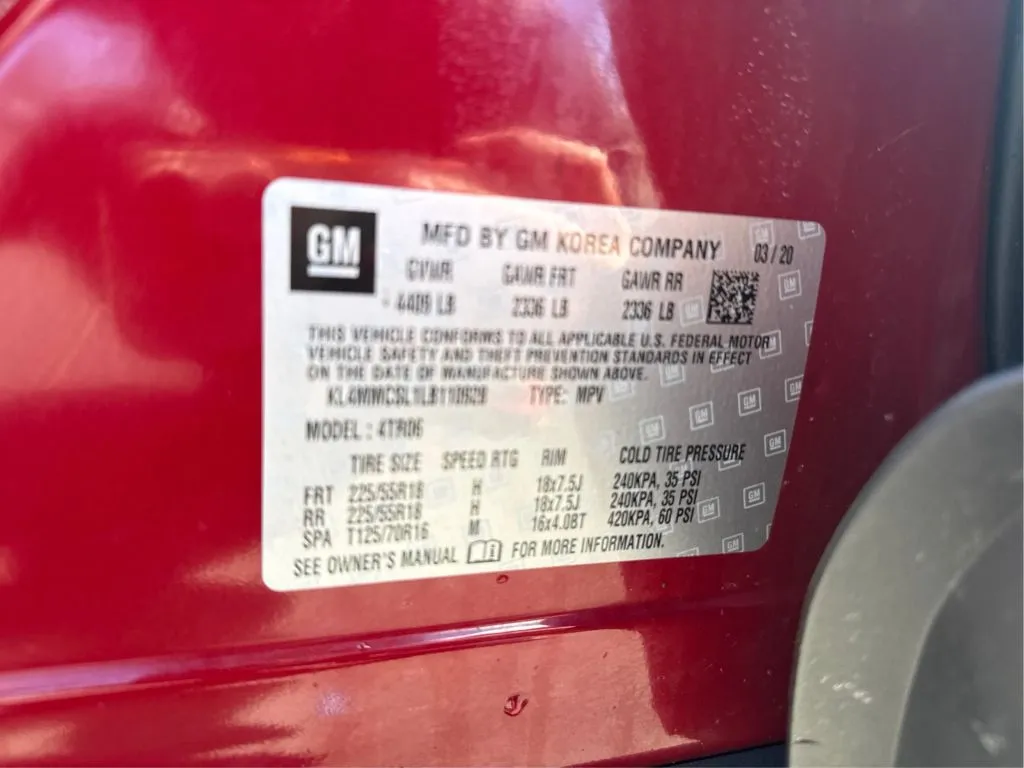 GM
MFD BY GM KOREA COMPANY 03/20
GVWR GAWR FRT GAWR RR
LB 2336 LB 2336 LB
THIS VEHICLE CONFORMS TO ALL APPLICABLE U.S. FEDERAL MOTOR
VEHICLE SAFETY AND THEFT PREVENTION STANDARDS IN EFFECT
ON THE DATE OF MANUFACTURE SHOWN ABOVE.
TYPE: MPV
MODEL: 4TR06
TIRE SIZE SPEED RTG RIM COLD TIRE PRESSURE
FRT 225/55R18 H 18x7.5J 240KPA, 35 PSI
RR 225/55R18 H 18x7.5J 240KPA, 35 PSI
SPA T125/70R16 M 16x4.0BT 420KPA, 60 PSI
SEE OWNER'S MANUAL FOR MORE INFORMATION.